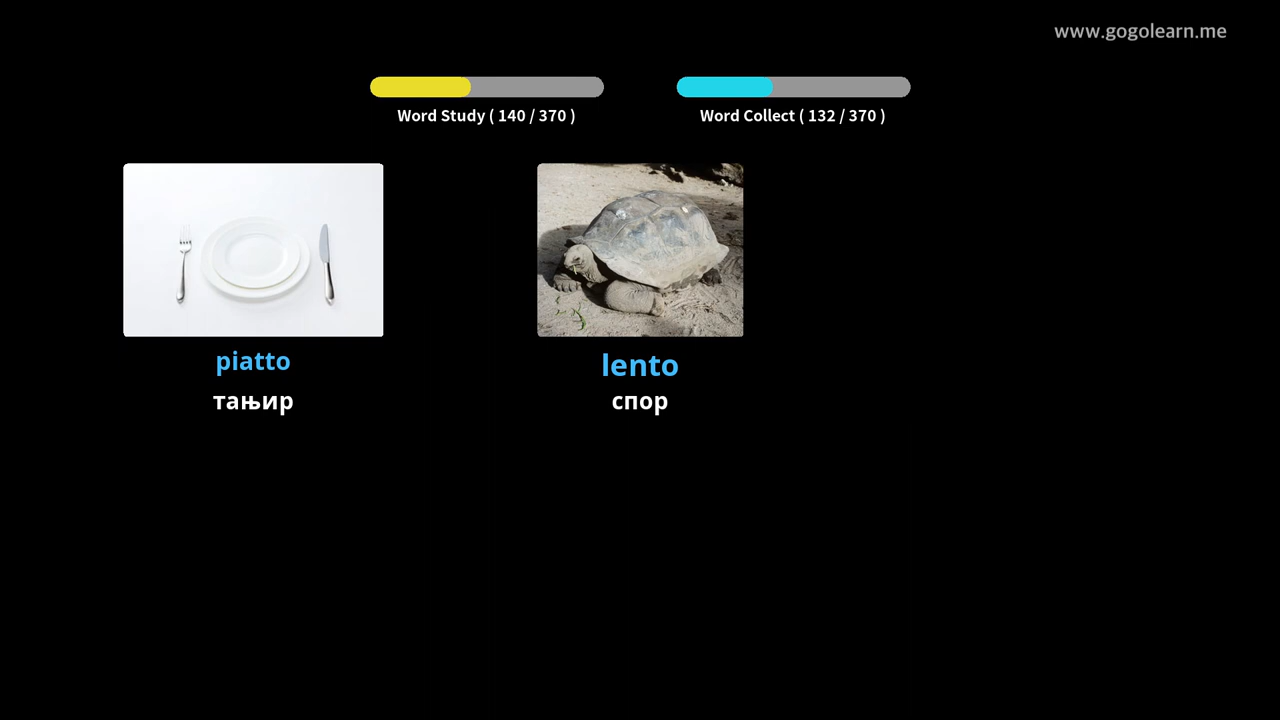 www.gogolearn.me
Word Study ( 140 / 370 )
Word Collect ( 132 / 370 )
piatto
тањир
lento
спор